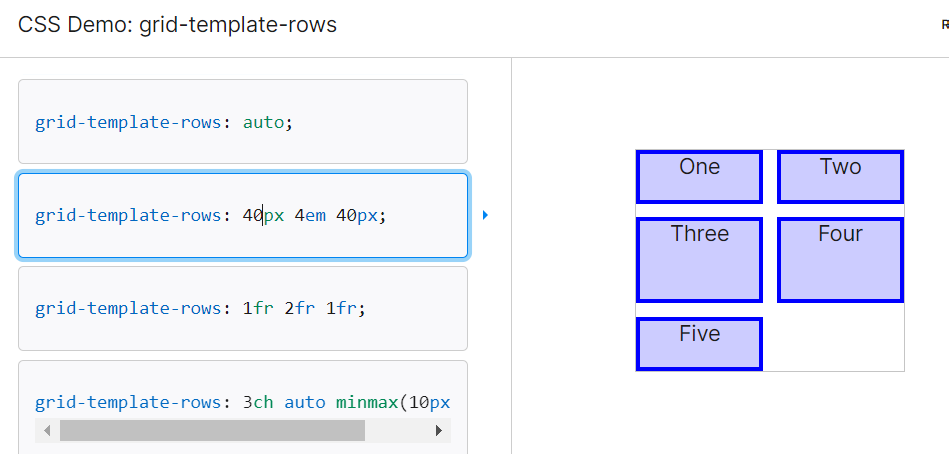 CSS Demo: grid-template-rows
grid-template-rows: auto;
grid-template-rows: 40px 4em 40px;
grid-template-rows: 1fr 2fr 1fr;
grid-template-rows: 3ch auto minmax(10px
One Two
Three Four
Five